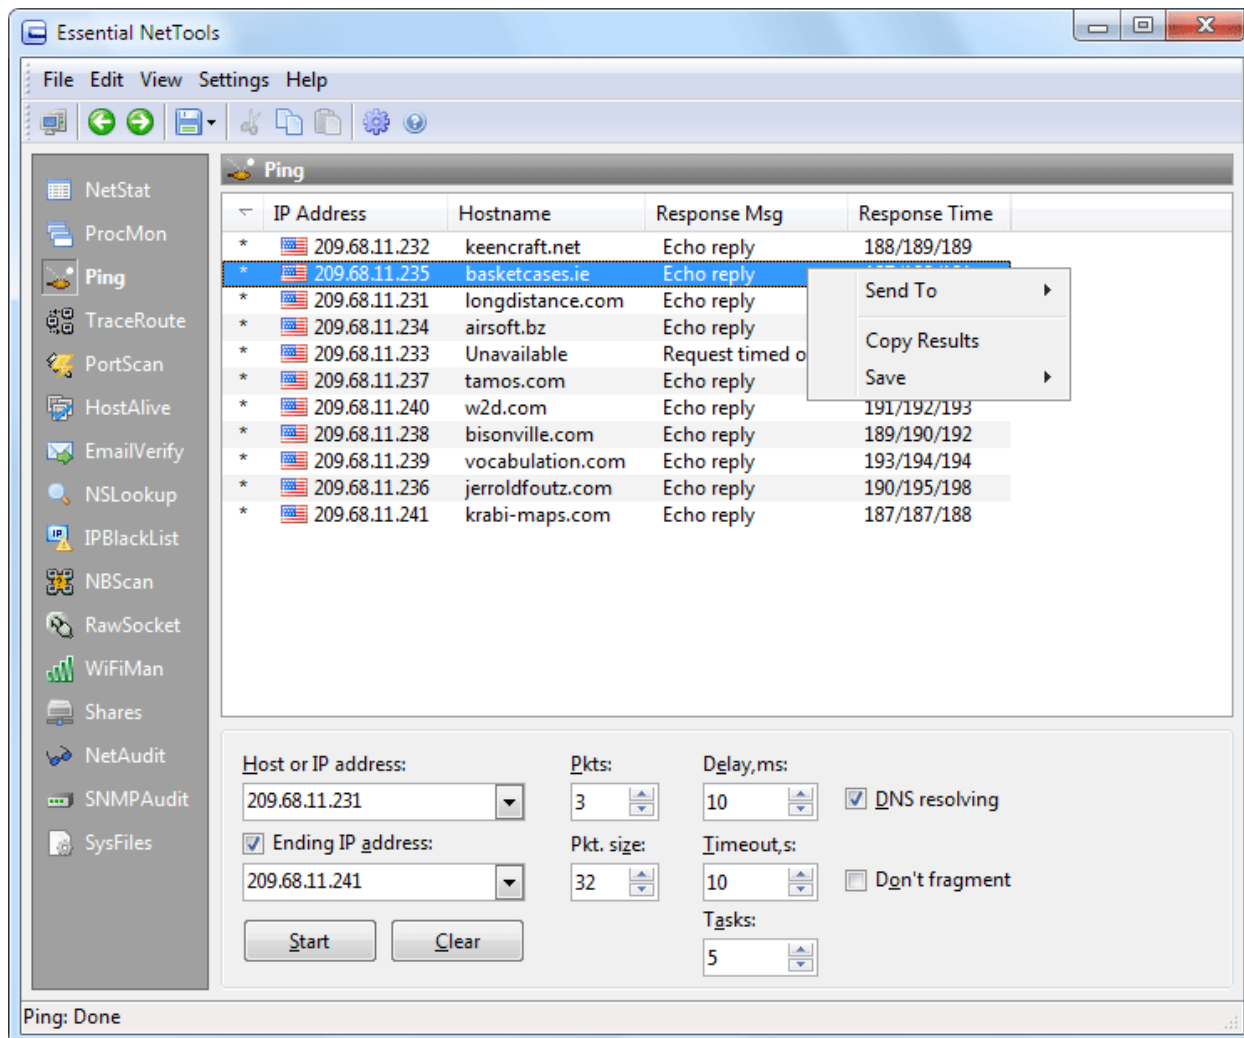 Essential NetTools
File Edit View Settings Help
Ping
NetStat
ProcMon
Ping
TraceRoute
PortScan
HostAlive
EmailVerify
NSLookup
IPBlackList
NBScan
RawSocket
WiFiMan
Shares
NetAudit
SNMPAudit
SysFiles
IP Address Hostname Response Msg Response Time
* 209.68.11.232 keencraft.net Echo reply 188/189/189
* 209.68.11.235 basketcases.ie Echo reply
* 209.68.11.231 longdistance.com Echo reply
* 209.68.11.234 airsoft.bz Echo reply
* 209.68.11.233 Unavailable Request timed o
* 209.68.11.237 tamos.com Echo reply
* 209.68.11.240 w2d.com Echo reply 191/192/193
* 209.68.11.238 bisonville.com Echo reply 189/190/192
* 209.68.11.239 vocabulation.com Echo reply 193/194/194
* 209.68.11.236 jerroldfoutz.com Echo reply 190/195/198
* 209.68.11.241 krabi-maps.com Echo reply 187/187/188
Send To
Copy Results
Save
Host or IP address: Pkts: Delay,ms:
209.68.11.231 3 10 DNS resolving
Ending IP address: Pkt. size: Timeout,s:
209.68.11.241 32 10 Don't fragment
Tasks:
Start Clear 5
Ping: Done